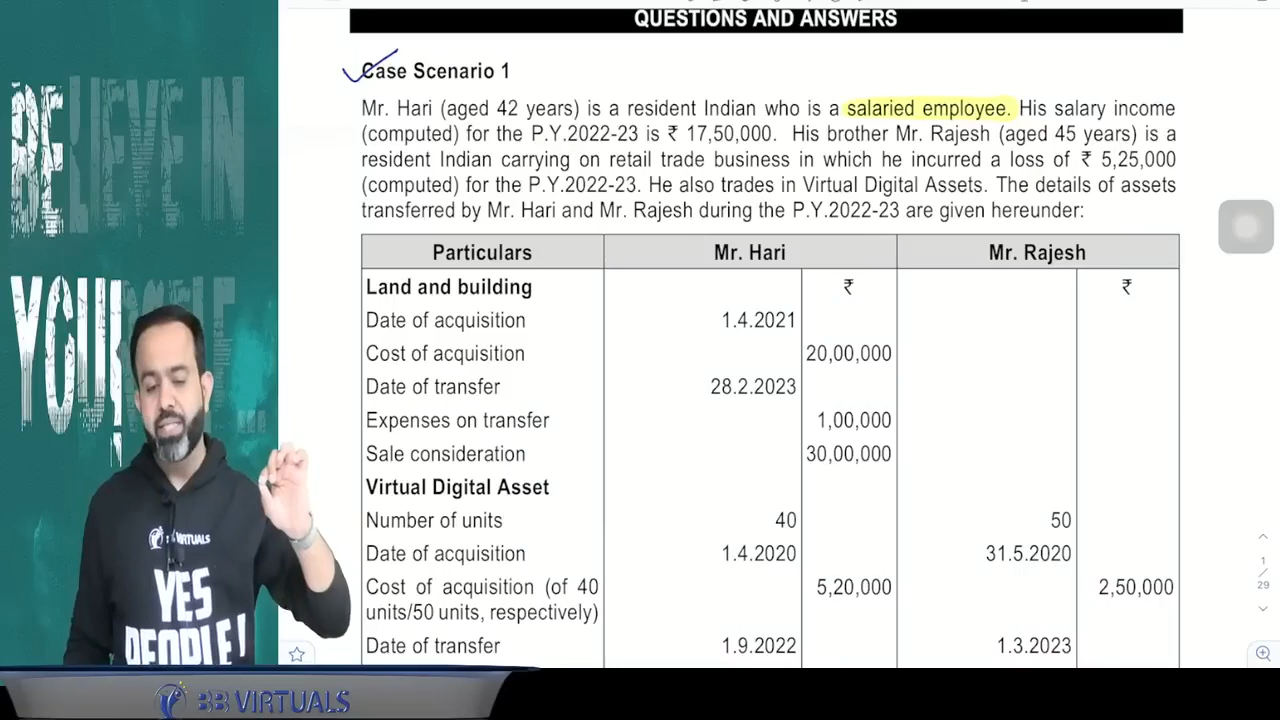 BELIEVE IN
YOU
YES
PEOPLE!
BB VIRTUALS
QUESTIONS AND ANSWERS
Case Scenario 1
Mr. Hari (aged 42 years) is a resident Indian who is a salaried employee. His salary income
(computed) for the P.Y.2022-23 is ₹ 17,50,000. His brother Mr. Rajesh (aged 45 years) is a
resident Indian carrying on retail trade business in which he incurred a loss of ₹ 5,25,000
(computed) for the P.Y.2022-23. He also trades in Virtual Digital Assets. The details of assets
transferred by Mr. Hari and Mr. Rajesh during the P.Y.2022-23 are given hereunder:
Particulars Mr. Hari Mr. Rajesh
Land and building ₹ ₹
Date of acquisition 1.4.2021
Cost of acquisition 20,00,000
Date of transfer 28.2.2023
Expenses on transfer 1,00,000
Sale consideration 30,00,000
Virtual Digital Asset
Number of units 40 50
Date of acquisition 1.4.2020 31.5.2020
Cost of acquisition (of 40 5,20,000 2,50,000
units/50 units, respectively)
Date of transfer 1.9.2022 1.3.2023
1
/
29
BB VIRTUALS